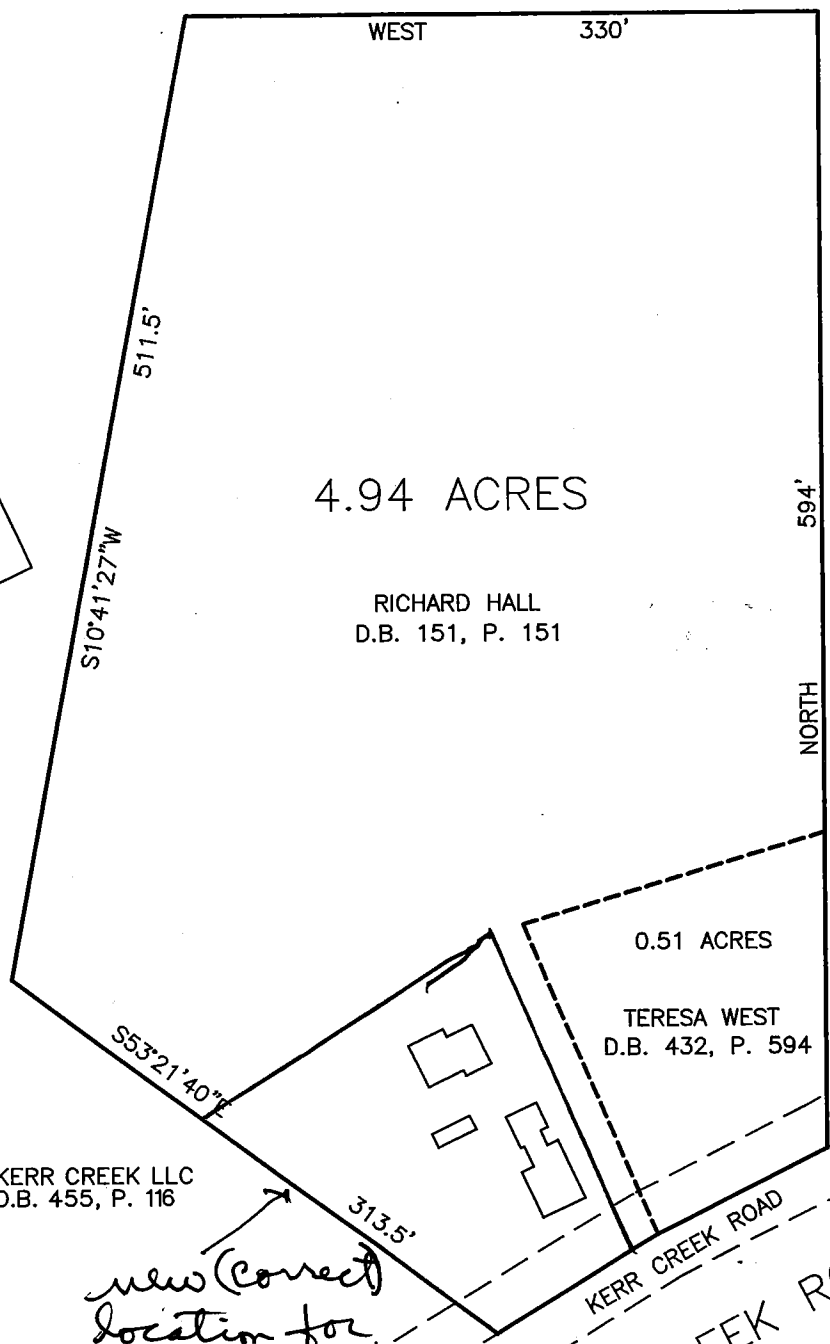 WEST 330'
511.5'
S10°41'27"W
4.94 ACRES
594'
NORTH
RICHARD HALL
D.B. 151, P. 151
0.51 ACRES
TERESA WEST
D.B. 432, P. 594
S53°21'40"E
313.5'
KERR CREEK LLC
D.B. 455, P. 116
KERR CREEK ROAD
EEK RO
new (correct)
location for